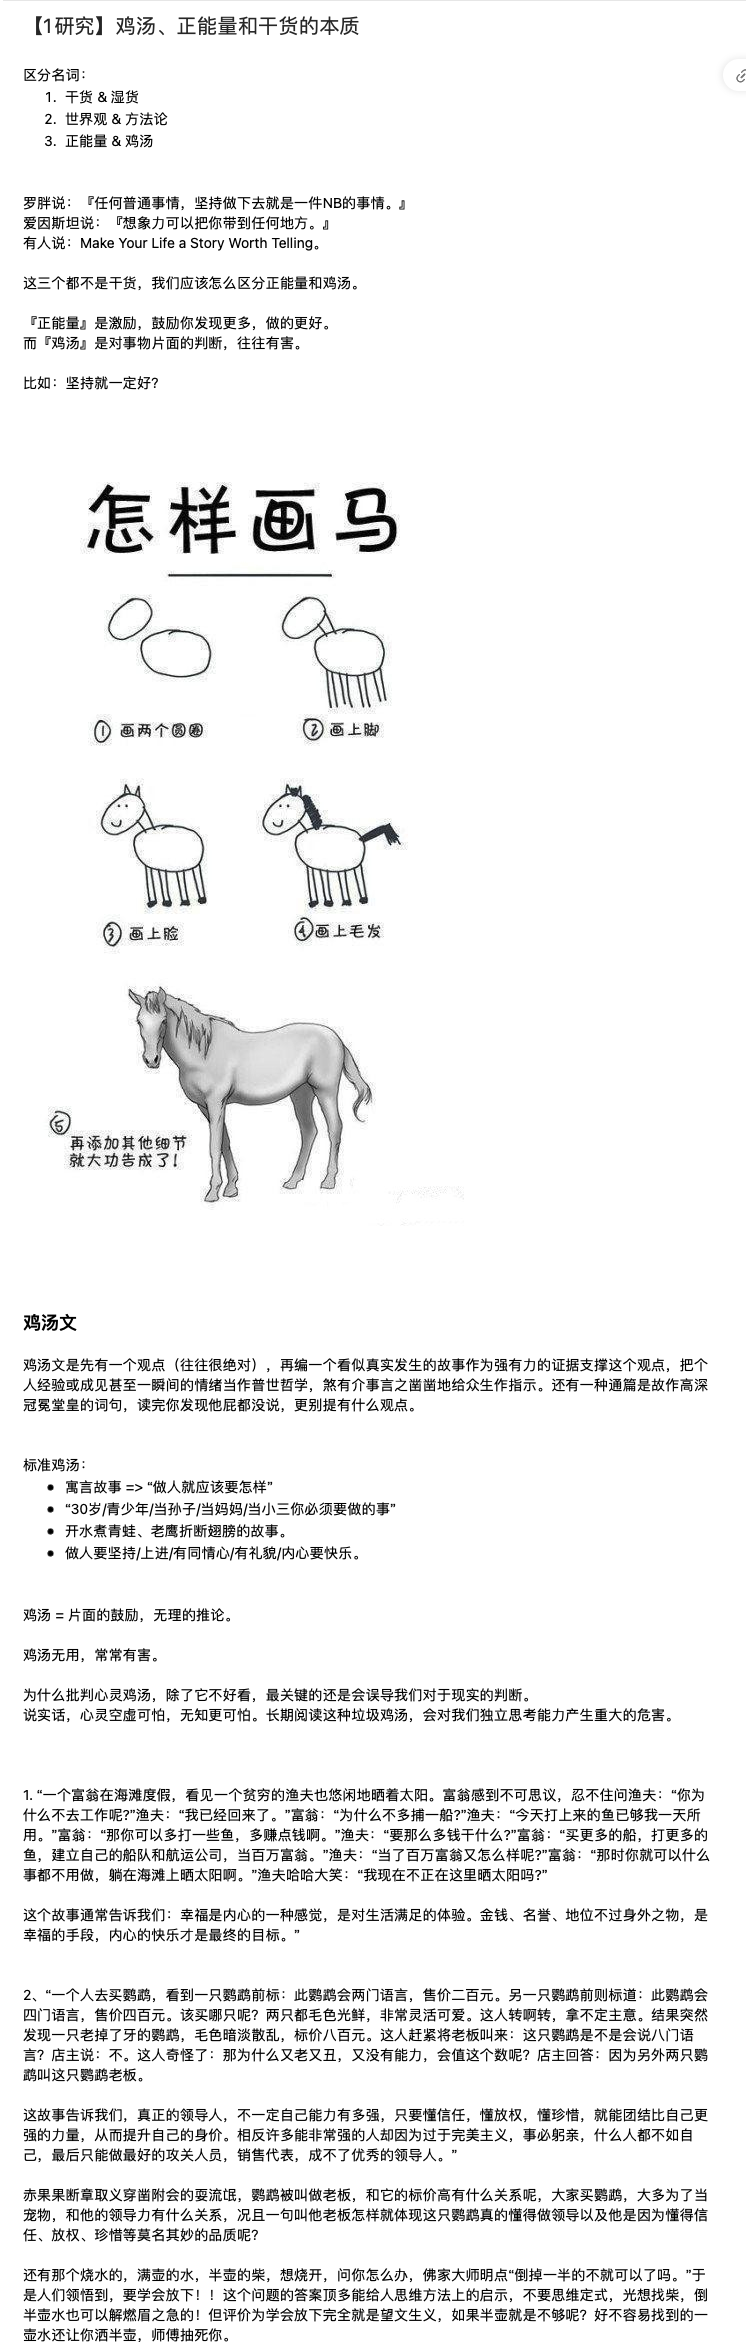 【1研究】鸡汤、正能量和干货的本质
区分名词：
1. 干货 & 湿货
2. 世界观 & 方法论
3. 正能量 & 鸡汤
罗胖说：『任何普通事情，坚持做下去就是一件NB的事情。』
爱因斯坦说：『想象力可以把你带到任何地方。』
有人说：Make Your Life a Story Worth Telling。
这三个都不是干货，我们应该怎么区分正能量和鸡汤。
『正能量』是激励，鼓励你发现更多，做的更好。
而『鸡汤』是对事物片面的判断，往往有害。
比如：坚持就一定好？
怎样画马
① 画两个圆圈
② 画上脚
③ 画上脸
④画上毛发
⑤
再添加其他细节
就大功告成了！
鸡汤文
鸡汤文是先有一个观点（往往很绝对），再编一个看似真实发生的故事作为强有力的证据支撑这个观点，把个
人经验或成见甚至一瞬间的情绪当作普世哲学，煞有介事言之凿凿地给众生作指示。还有一种通篇是故作高深
冠冕堂皇的词句，读完你发现他屁都没说，更别提有什么观点。
标准鸡汤：
• 寓言故事 => “做人就应该要怎样”
• “30岁/青少年/当孙子/当妈妈/当小三你必须要做的事”
• 开水煮青蛙、老鹰折断翅膀的故事。
• 做人要坚持/上进/有同情心/有礼貌/内心要快乐。
鸡汤 = 片面的鼓励，无理的推论。
鸡汤无用，常常有害。
为什么批判心灵鸡汤，除了它不好看，最关键的还是会误导我们对于现实的判断。
说实话，心灵空虚可怕，无知更可怕。长期阅读这种垃圾鸡汤，会对我们独立思考能力产生重大的危害。
1. “一个富翁在海滩度假，看见一个贫穷的渔夫也悠闲地晒着太阳。富翁感到不可思议，忍不住问渔夫：“你为
什么不去工作呢?”渔夫：“我已经回来了。”富翁：“为什么不多捕一船?”渔夫：“今天打上来的鱼已够我一天所
用。”富翁：“那你可以多打一些鱼，多赚点钱啊。”渔夫：“要那么多钱干什么?”富翁：“买更多的船，打更多的
鱼，建立自己的船队和航运公司，当百万富翁。”渔夫：“当了百万富翁又怎么样呢?”富翁：“那时你就可以什么
事都不用做，躺在海滩上晒太阳啊。”渔夫哈哈大笑：“我现在不正在这里晒太阳吗?”
这个故事通常告诉我们：幸福是内心的一种感觉，是对生活满足的体验。金钱、名誉、地位不过身外之物，是
幸福的手段，内心的快乐才是最终的目标。”
2、“一个人去买鹦鹉，看到一只鹦鹉前标：此鹦鹉会两门语言，售价二百元。另一只鹦鹉前则标道：此鹦鹉会
四门语言，售价四百元。该买哪只呢？两只都毛色光鲜，非常灵活可爱。这人转啊转，拿不定主意。结果突然
发现一只老掉了牙的鹦鹉，毛色暗淡散乱，标价八百元。这人赶紧将老板叫来：这只鹦鹉是不是会说八门语
言？店主说：不。这人奇怪了：那为什么又老又丑，又没有能力，会值这个数呢？店主回答：因为另外两只鹦
鹉叫这只鹦鹉老板。
这故事告诉我们，真正的领导人，不一定自己能力有多强，只要懂信任，懂放权，懂珍惜，就能团结比自己更
强的力量，从而提升自己的身价。相反许多能非常强的人却因为过于完美主义，事必躬亲，什么人都不如自
己，最后只能做最好的攻关人员，销售代表，成不了优秀的领导人。”
赤果果断章取义穿凿附会的耍流氓，鹦鹉被叫做老板，和它的标价高有什么关系呢，大家买鹦鹉，大多为了当
宠物，和他的领导力有什么关系，况且一句叫他老板怎样就体现这只鹦鹉真的懂得做领导以及他是因为懂得信
任、放权、珍惜等莫名其妙的品质呢？
还有那个烧水的，满壶的水，半壶的柴，想烧开，问你怎么办，佛家大师明点“倒掉一半的不就可以了吗。”于
是人们领悟到，要学会放下！！这个问题的答案顶多能给人思维方法上的启示，不要思维定式，光想找柴，倒
半壶水也可以解燃眉之急的！但评价为学会放下完全就是望文生义，如果半壶就是不够呢？好不容易找到的一
壶水还让你洒半壶，师傅抽死你。